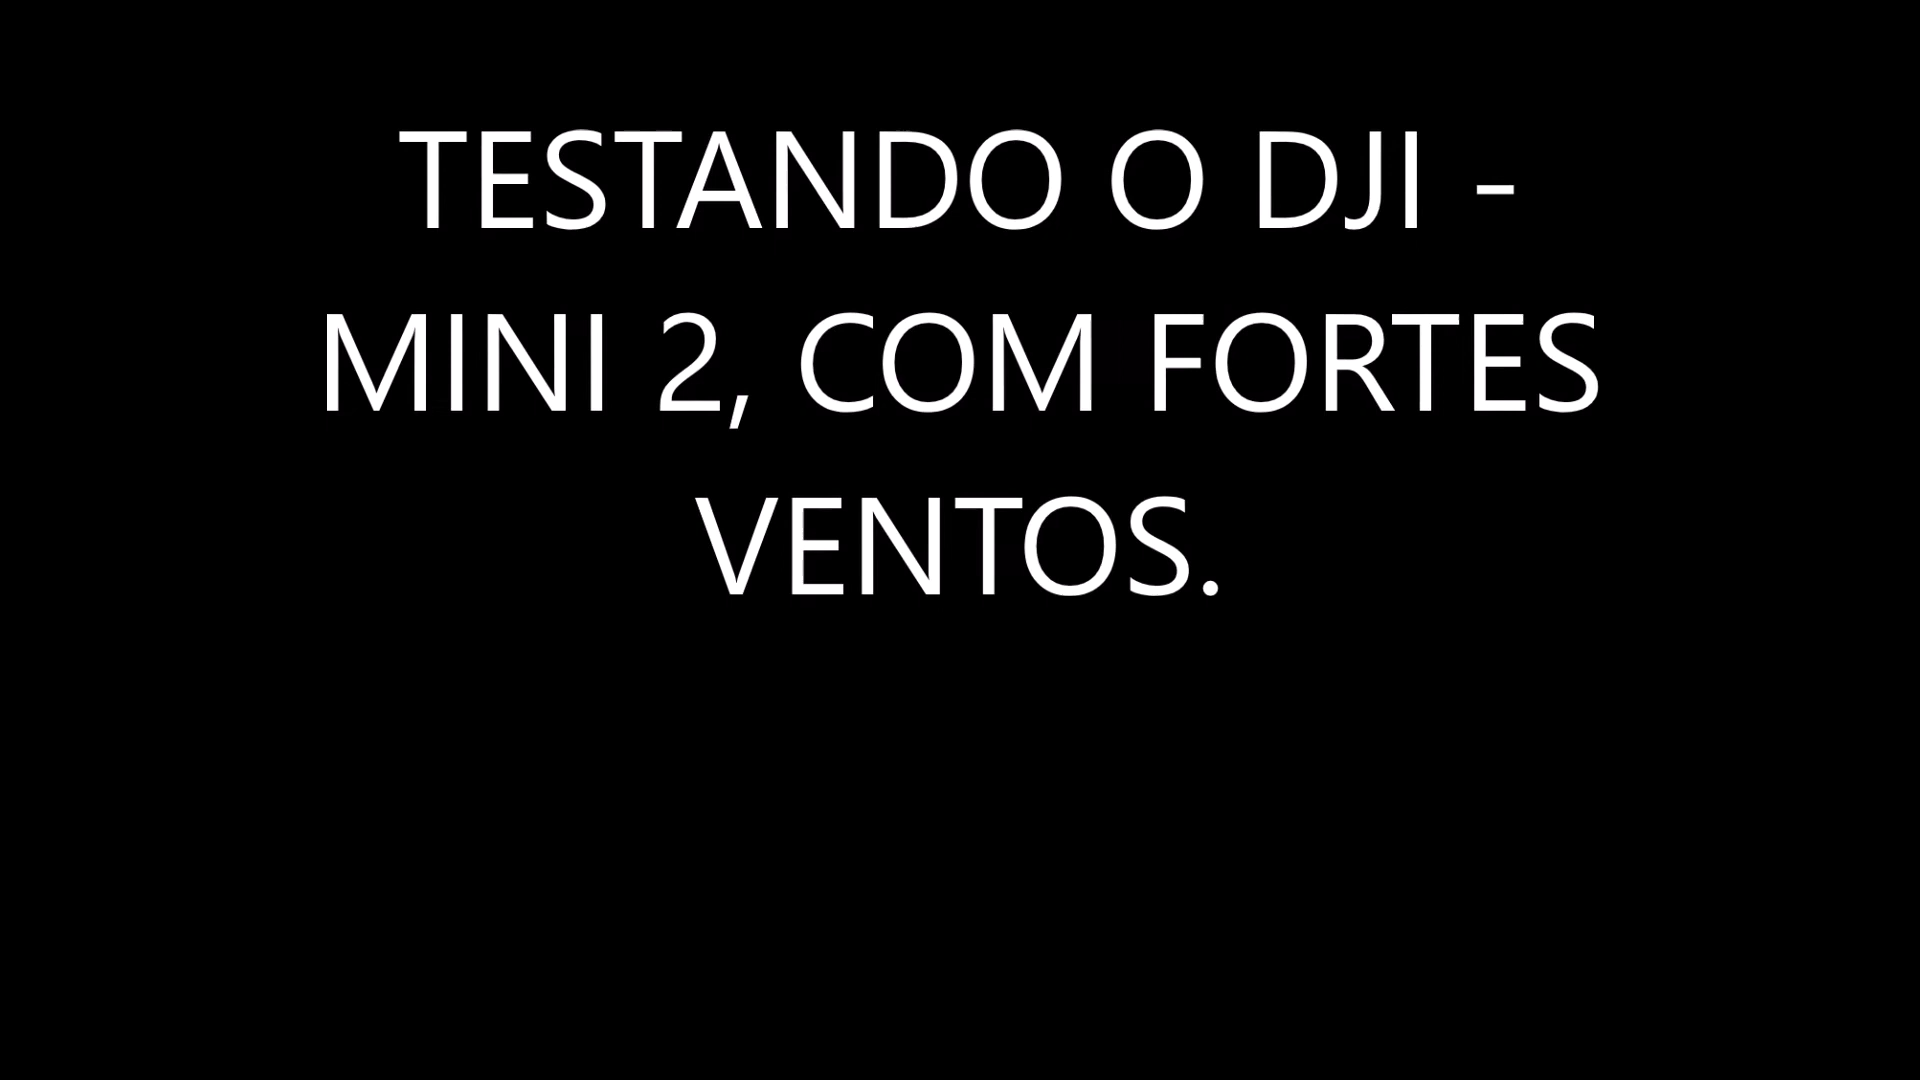 TESTANDO O DJI -
MINI 2, COM FORTES
VENTOS.